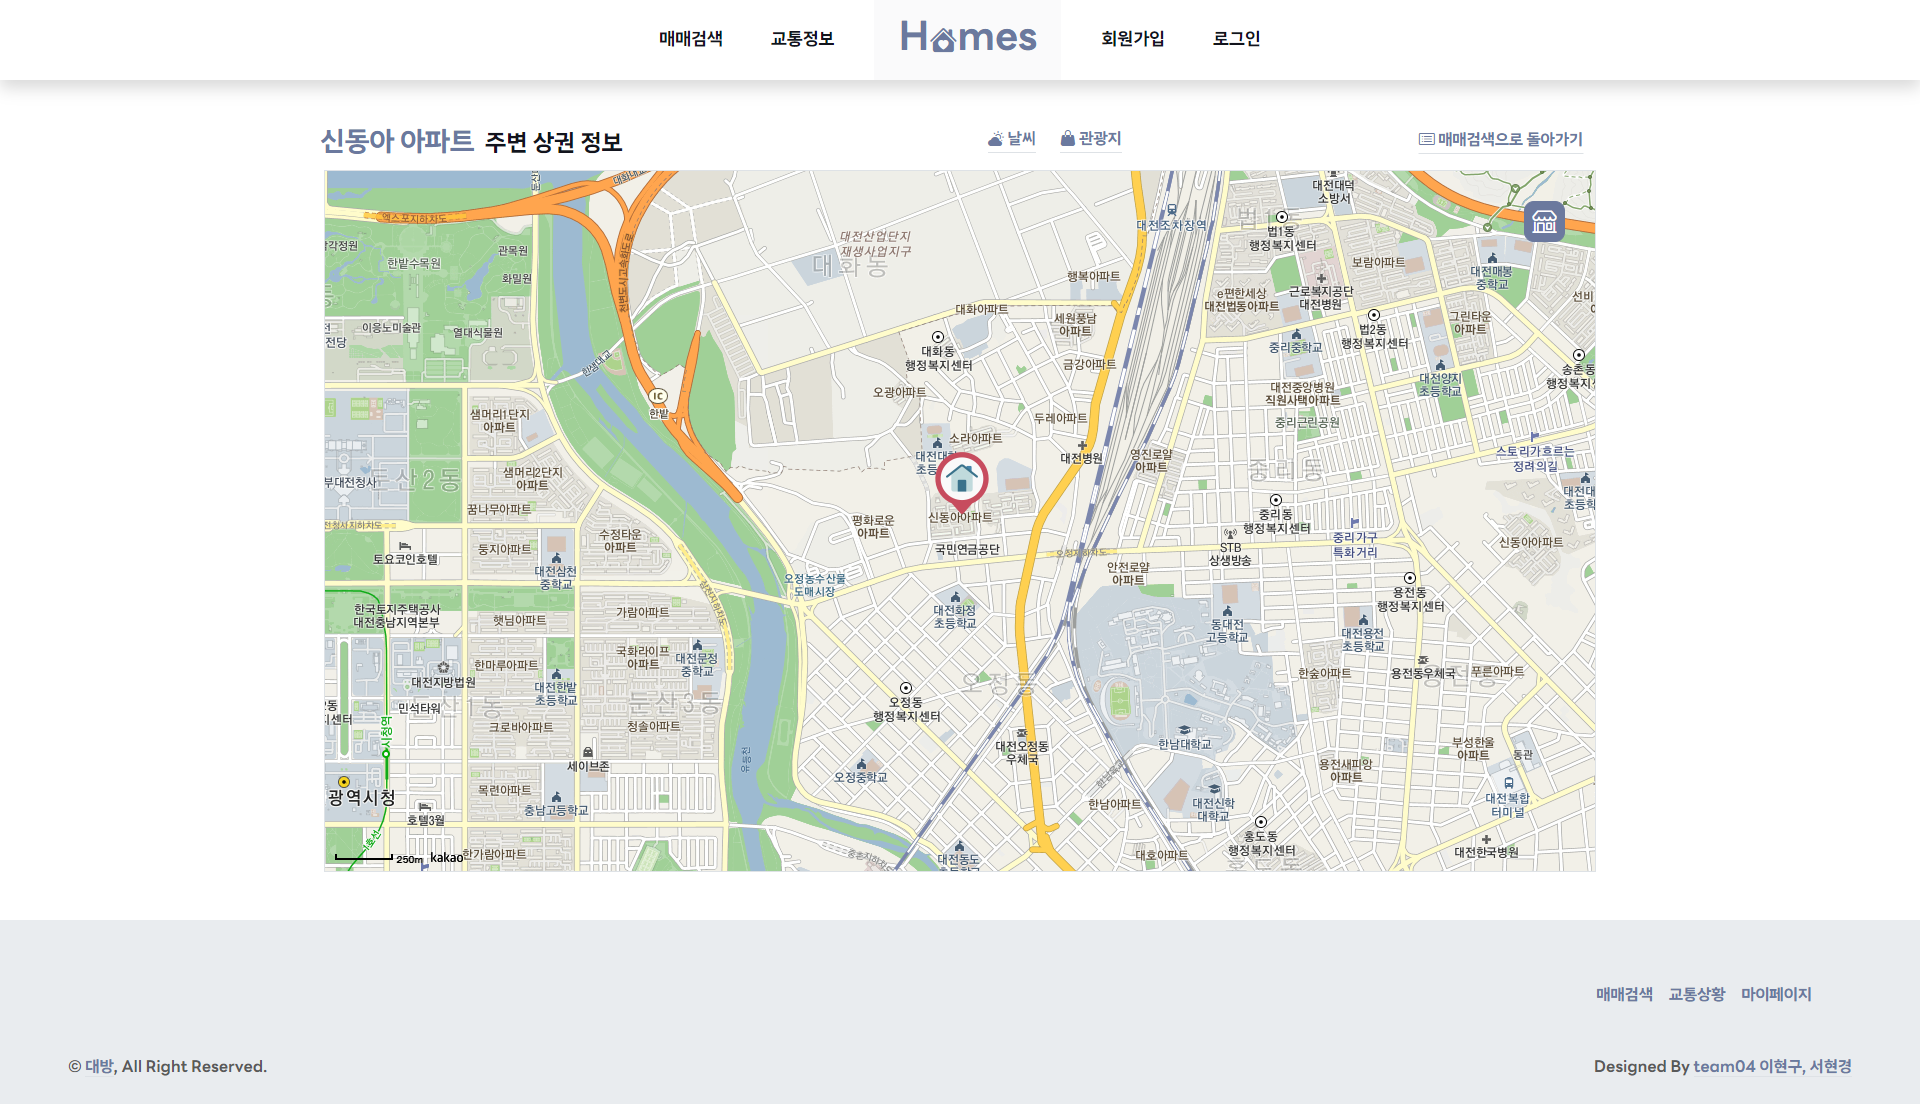 매매검색 교통정보 Homes 회원가입 로그인
신동아 아파트 주변 상권 정보
날씨 관광지
매매검색으로 돌아가기
대전대덕
소방서
엑스포지하차도
천변도시고속화도로
한밭수목원
관목원
화밀원
이응노미술관
열대식물원
전당
대전산업단지
재생사업지구
대화동
대전조차장역
법1동
행정복지센터
행복아파트
대화아파트
세원풍남
아파트
e편한세상
대전법동아파트
근로복지공단
대전병원
보람아파트
대전매봉
중학교
선비
그린타운
아파트
법2동
행정복지센터
중리중학교
대화동
행정복지센터
금강아파트
오광아파트
대전중앙병원
직원사택아파트
중리근린공원
대전양지
초등학교
송촌동
한샘대교
IC
한밭
샘머리1단지
아파트
두레아파트
소라아파트
대전병원
영진로얄
아파트
중리동
스토리가흐르는
정려의길
샘머리2단지
아파트
둔산2동
꿈나무아파트
평화로운
아파트
신동아아파트
중리동
행정복지센터
중리가구
특화거리
신동아아파트
토요코인호텔
둥지아파트
수정타운
아파트
대전삼천
중학교
국민연금공단
오정지하차도
STB
상생방송
안전로얄
아파트
오정농수산물
도매시장
한국토지주택공사
대전충남지역본부
햇님아파트
가람아파트
대전화정
초등학교
동대전
고등학교
용전동
행정복지센터
대전용전
초등학교
한마루아파트
국화라이프
아파트
대전문정
중학교
대전지방법원
대전한밭
초등학교
한숲아파트
용전동우체국
푸른아파트
민석타워
둔산3동
크로바아파트
청솔아파트
오정동
오정동
행정복지센터
시청역
세이브존
유등천
대전오정동
우체국
한남대학교
부성한울
아파트
동관
용전새피앙
아파트
오정중학교
광역시청
목련아파트
충남고등학교
한남아파트
대전신학
대학교
대전복합
터미널
호텔3월
홍도동
행정복지센터
대전한국병원
250m kakao
한가람아파트
대전동도
대호아파트
매매검색 교통상황 마이페이지
© 대방, All Right Reserved.
Designed By team04 이현구, 서현경